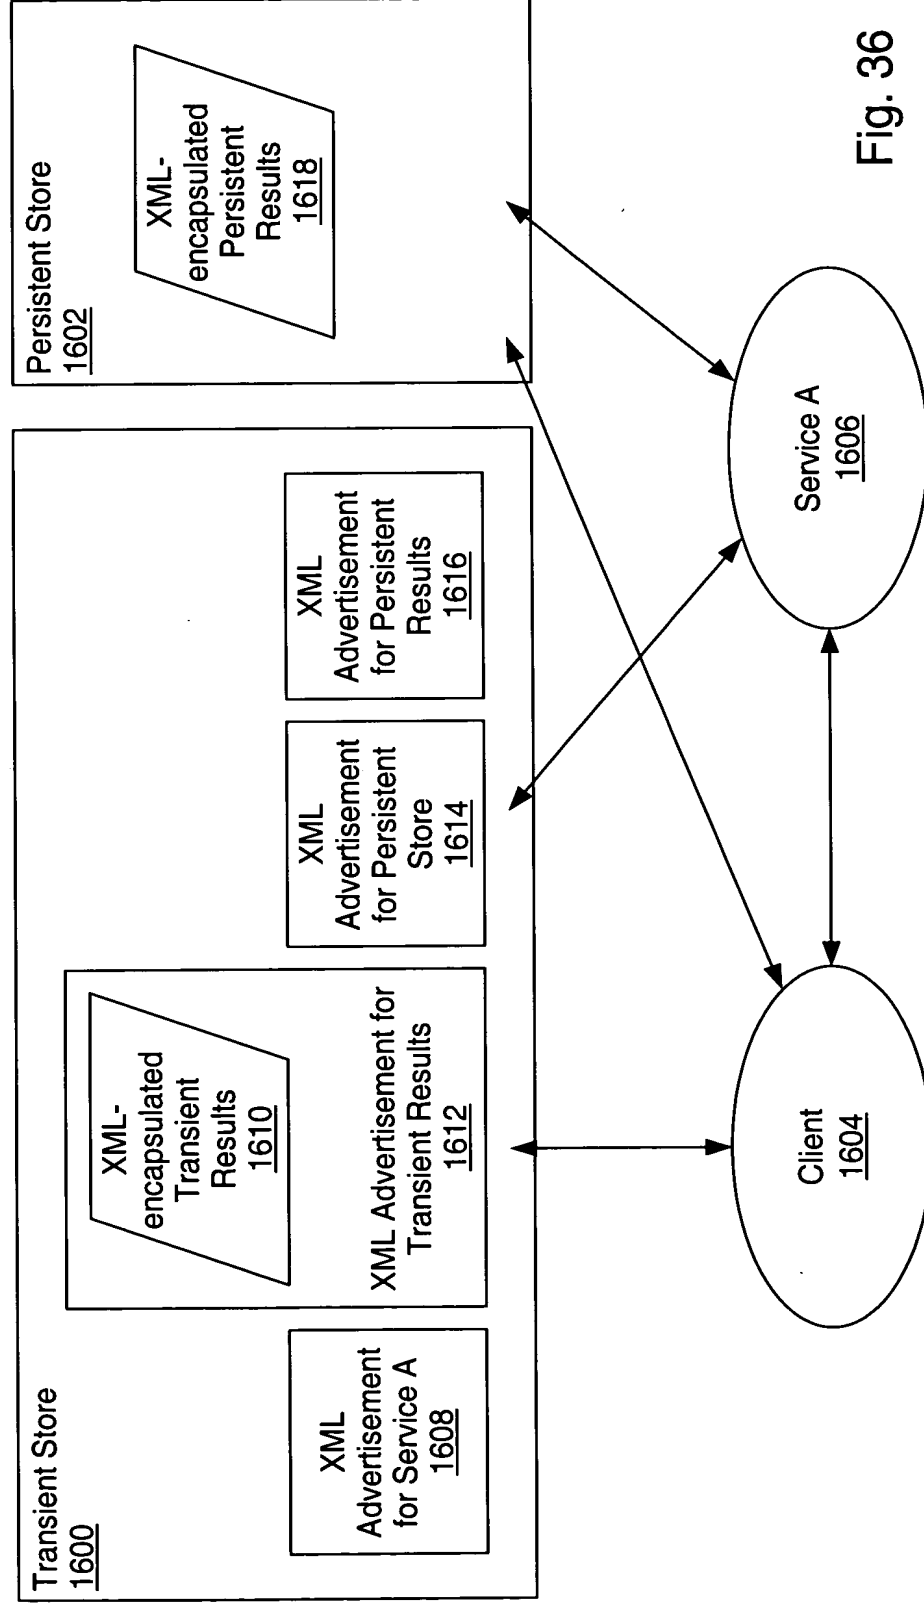 Transient Store
1600
XML
Advertisement
for Service A
1608
XML-
encapsulated
Transient
Results
1610
XML Advertisement for
Transient Results
1612
XML
Advertisement
for Persistent
Store
1614
XML
Advertisement
for Persistent
Results
1616
Persistent Store
1602
XML-
encapsulated
Persistent
Results
1618
Client
1604
Service A
1606
Fig. 36